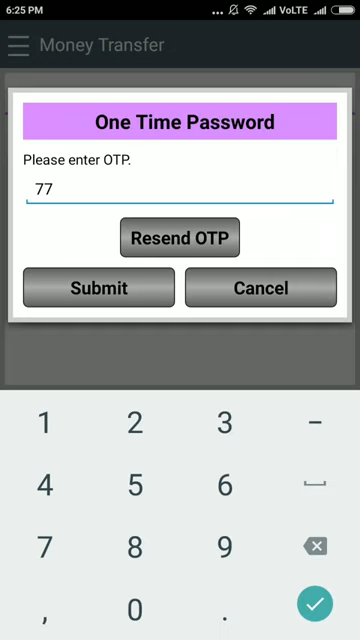 6:25 PM ... VoLTE
Money Transfer
One Time Password
Please enter OTP.
77
Resend OTP
Submit Cancel
1 2 3 –
4 5 6
7 8 9
, 0 .